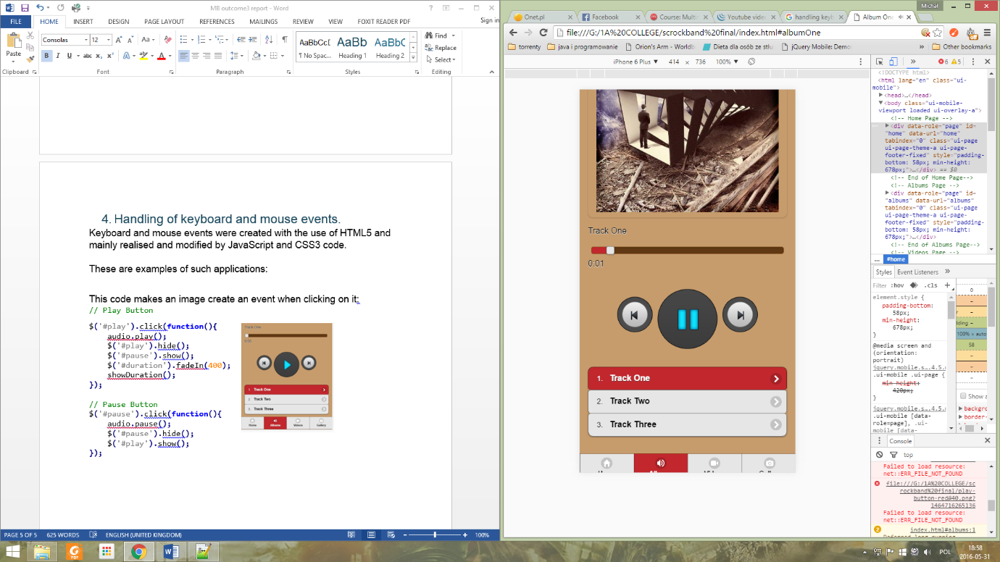 MB outcome3 report - Word
Sign in
FILE
HOME
INSERT
DESIGN
PAGE LAYOUT
REFERENCES
MAILINGS
REVIEW
VIEW
FOXIT READER PDF
Consolas
12
Paste
Clipboard
Font
Paragraph
AaBbCcI
AaBb
AaBbC
¶ No Spac...
Heading 1
Heading 2
Styles
Find
Replace
Select
Editing
4. Handling of keyboard and mouse events.
Keyboard and mouse events were created with the use of HTML5 and
mainly realised and modified by JavaScript and CSS3 code.
These are examples of such applications:
This code makes an image create an event when clicking on it:
// Play Button
$('#play').click(function(){
audio.play();
$('#play').hide();
$('#pause').show();
$('#duration').fadeIn(400);
showDuration();
});
// Pause Button
$('#pause').click(function(){
audio.pause();
$('#pause').hide();
$('#play').show();
});
Track One
0:00
1. Track One
2. Track Two
3. Track Three
Home
Albums
Videos
Gallery
PAGE 5 OF 5
625 WORDS
ENGLISH (UNITED KINGDOM)
100%
Michał
Onet.pl
Facebook
Course: Multi
Youtube video
handling keyb
Album One
file:///G:/1A%20COLLEGE/scrockband%20final/index.html#albumOne
torrenty
java i programowanie
Orion's Arm - Worldb
Dieta dla osób ze stlu
jQuery Mobile: Demo
Other bookmarks
iPhone 6 Plus ▼ 414 x 736 100% ▼
Track One
0:01
1. Track One
2. Track Two
3. Track Three
6
5
<!DOCTYPE html>
<html lang="en" class="ui-
mobile">
<head>…</head>
<body class="ui-mobile-
viewport loaded ui-overlay-a">
<!-- Home Page -->
<div data-role="page" id=
"home" data-url="home"
tabindex="0" class="ui-page
ui-page-theme-a ui-page-
footer-fixed" style="padding-
bottom: 58px; min-height:
678px;">…</div> == $0
<!-- End of Home Page-->
<!-- Albums Page -->
<div data-role="page" id=
"albums" data-url="albums"
tabindex="0" class="ui-page
ui-page-theme-a ui-page-
footer-fixed" style="padding-
bottom: 58px; min-height:
678px;">…</div>
<!-- End of Albums Page-->
<!-- Videos Page -->
... #home
Styles
Event Listeners
Filter
:hov
.cls
element.style {
padding-bottom:
58px;
min-height:
678px;
}
@media screen and
(orientation:
portrait)
jquery.mobile.s….4.5.
.ui-mobile .ui-page {
min-height:
420px;
}
jquery.mobile.s….4.5.
.ui-mobile [data-
role=page], .ui-
mobile [data-
0
100% × auto
58
Show a
backgr
border-
Console
top
Failed to load resource:
net::ERR_FILE_NOT_FOUND
file:///G:/1A%20COLLEGE/sc
rockband%20final/play-
button-red@40.png?
1464716265136
Failed to load resource:
net::ERR_FILE_NOT_FOUND
2
index.html#albums:1
POL
18:58
2016-05-31